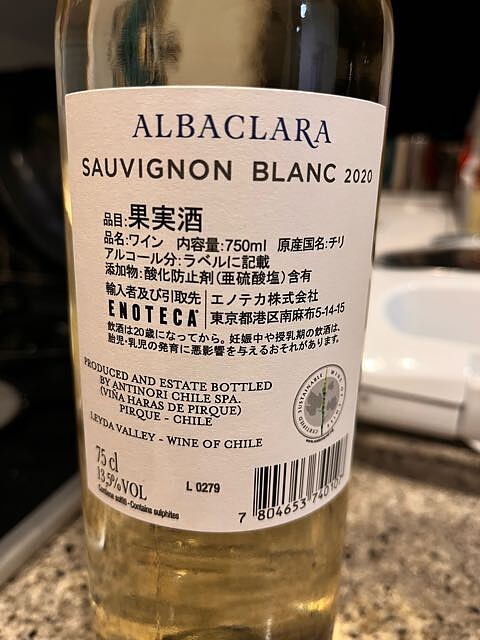 ALBACLARA
SAUVIGNON BLANC 2020
品目:果実酒
品名:ワイン 内容量:750ml 原産国名:チリ
アルコール分:ラベルに記載
添加物:酸化防止剤(亜硫酸塩)含有
輸入者及び引取先
ENOTECA
エノテカ株式会社
東京都港区南麻布5-14-15
飲酒は20歳になってから。妊娠中や授乳期の飲酒は、
胎児・乳児の発育に悪影響を与えるおそれがあります。
PRODUCED AND ESTATE BOTTLED
BY ANTINORI CHILE SPA.
(VIÑA HARAS DE PIRQUE)
PIRQUE - CHILE
LEYDA VALLEY - WINE OF CHILE
CERTIFIED SUSTAINABLE WINE OF CHILE
75 cl
13,5%VOL
Contiene sulfiti-Contains sulphites
L 0279
7 804653 740107